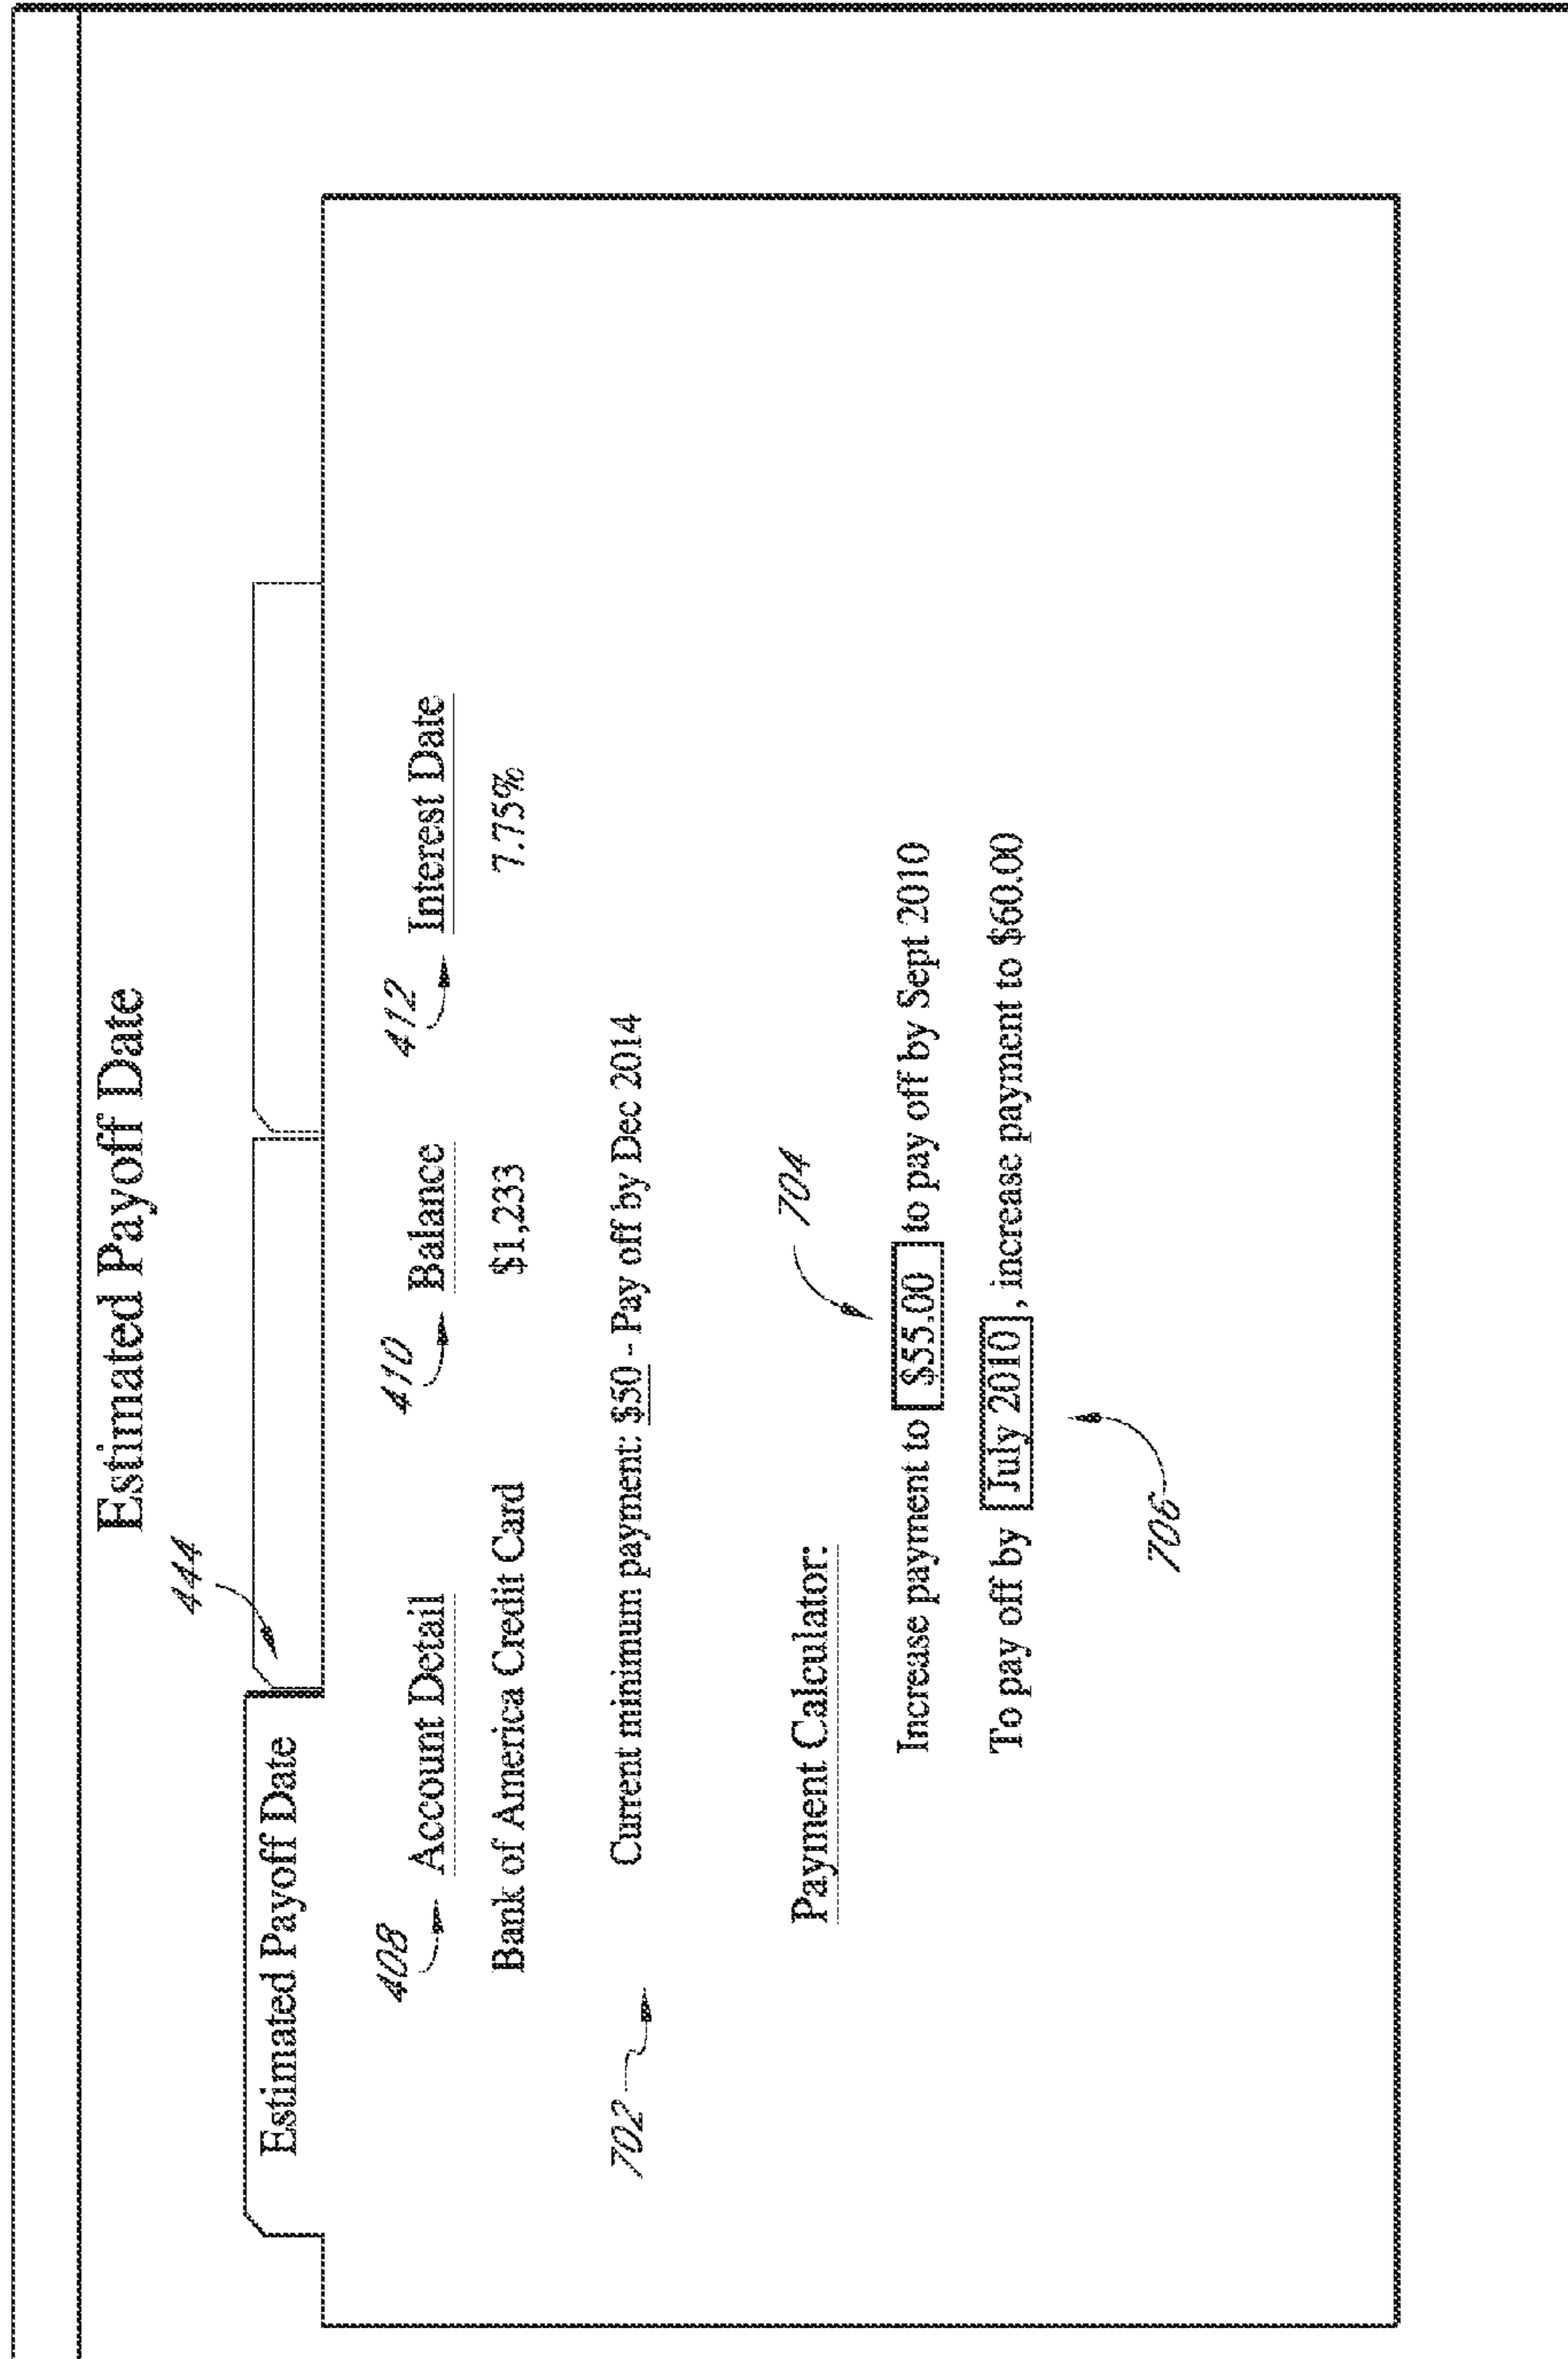 Estimated Payoff Date
444
Estimated Payoff Date
408 410 412
Account Detail Balance Interest Date
Bank of America Credit Card $1,233 7.75%
702 Current minimum payment: $50 - Pay off by Dec 2014
Payment Calculator: 704
Increase payment to $55.00 to pay off by Sept 2010
To pay off by July 2010, increase payment to $60.00
706